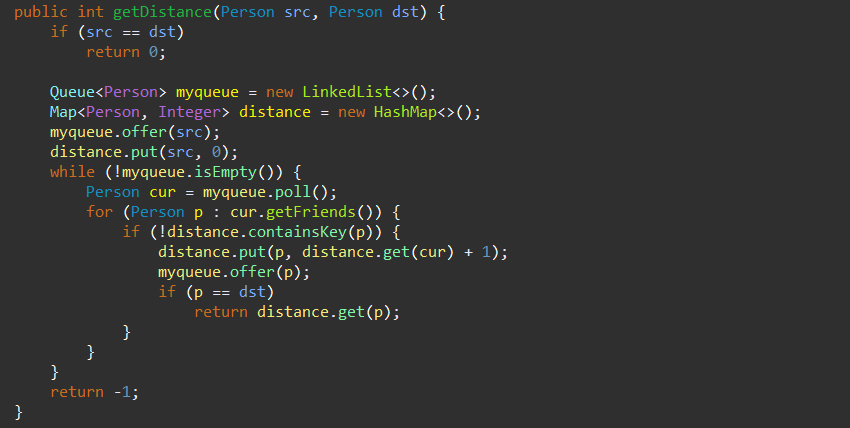 public int getDistance(Person src, Person dst) {
    if (src == dst)
        return 0;

    Queue<Person> myqueue = new LinkedList<>();
    Map<Person, Integer> distance = new HashMap<>();
    myqueue.offer(src);
    distance.put(src, 0);
    while (!myqueue.isEmpty()) {
        Person cur = myqueue.poll();
        for (Person p : cur.getFriends()) {
            if (!distance.containsKey(p)) {
                distance.put(p, distance.get(cur) + 1);
                myqueue.offer(p);
                if (p == dst)
                    return distance.get(p);
            }
        }
    }
    return -1;
}